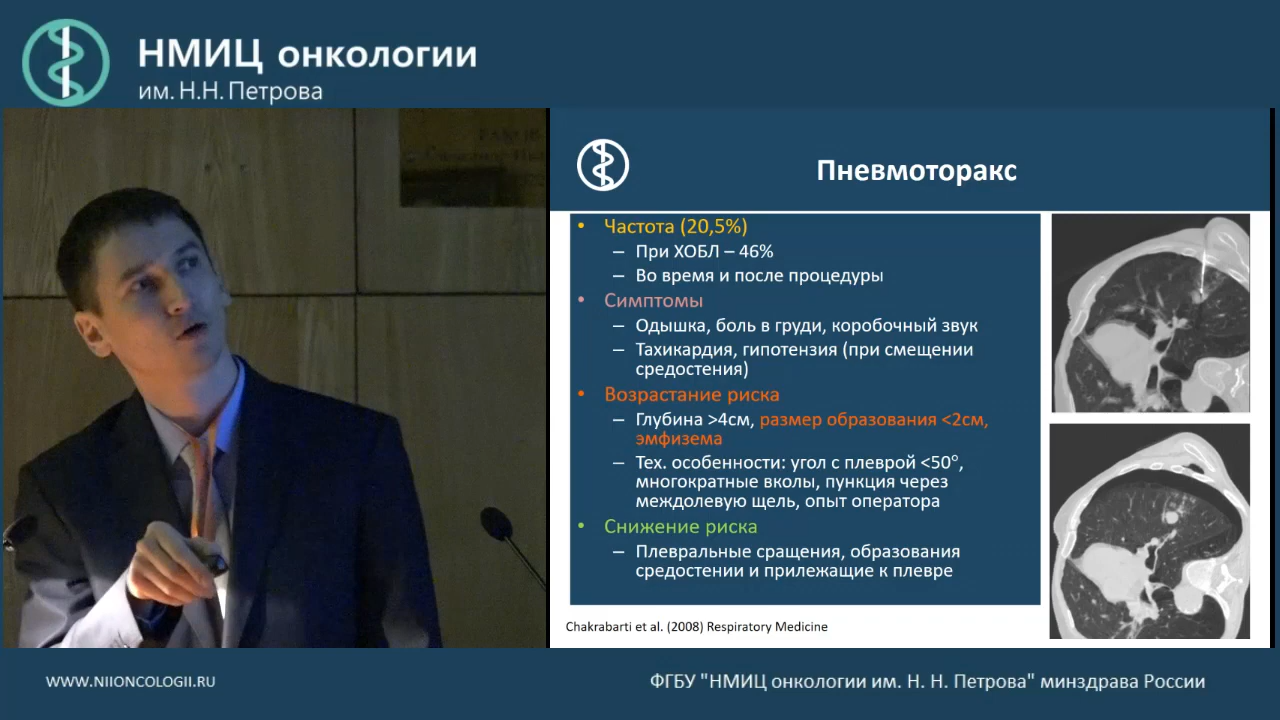 НМИЦ онкологии
им. Н.Н. Петрова
Пневмоторакс
• Частота (20,5%)
– При ХОБЛ – 46%
– Во время и после процедуры
• Симптомы
– Одышка, боль в груди, коробочный звук
– Тахикардия, гипотензия (при смещении
средостения)
• Возрастание риска
– Глубина >4см, размер образования <2см,
эмфизема
– Тех. особенности: угол с плеврой <50°,
многократные вколы, пункция через
междолевую щель, опыт оператора
• Снижение риска
– Плевральные сращения, образования
средостении и прилежащие к плевре
Chakrabarti et al. (2008) Respiratory Medicine
WWW.NIIONCOLOGII.RU
ФГБУ "НМИЦ онкологии им. Н. Н. Петрова" минздрава России